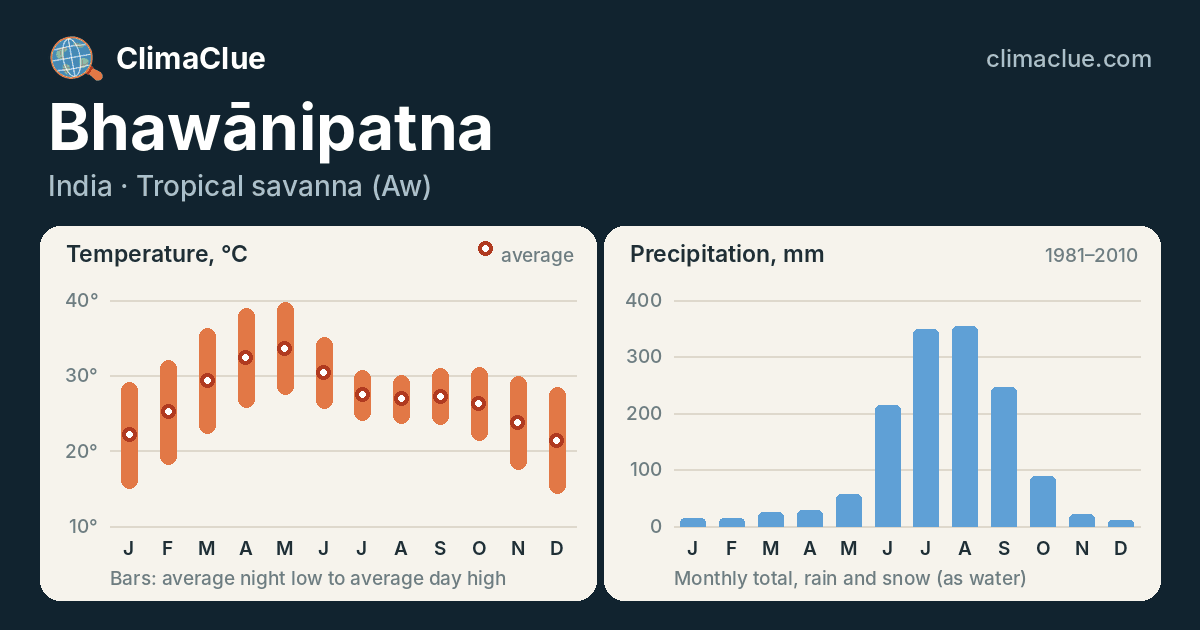 ClimaClue
climaclue.com
Bhawānipatna
India · Tropical savanna (Aw)
Temperature, °C
average
40°
30°
20°
10°
J F M A M J J A S O N D
Bars: average night low to average day high
Precipitation, mm
1981–2010
400
300
200
100
0
J F M A M J J A S O N D
Monthly total, rain and snow (as water)